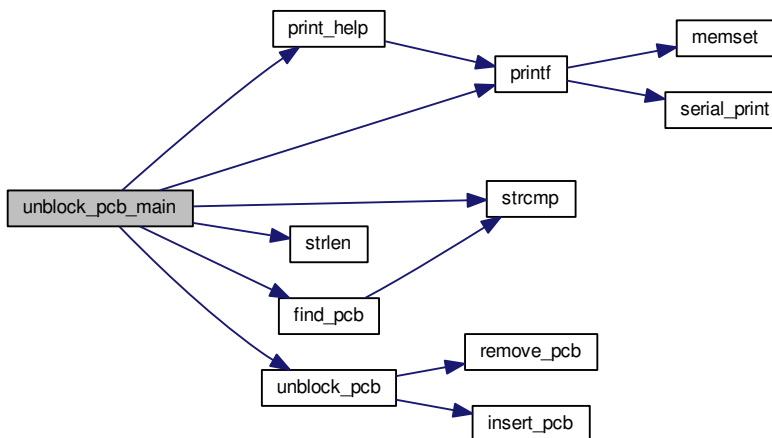 print_help
memset
printf
serial_print
unblock_pcb_main
strcmp
strlen
find_pcb
remove_pcb
unblock_pcb
insert_pcb